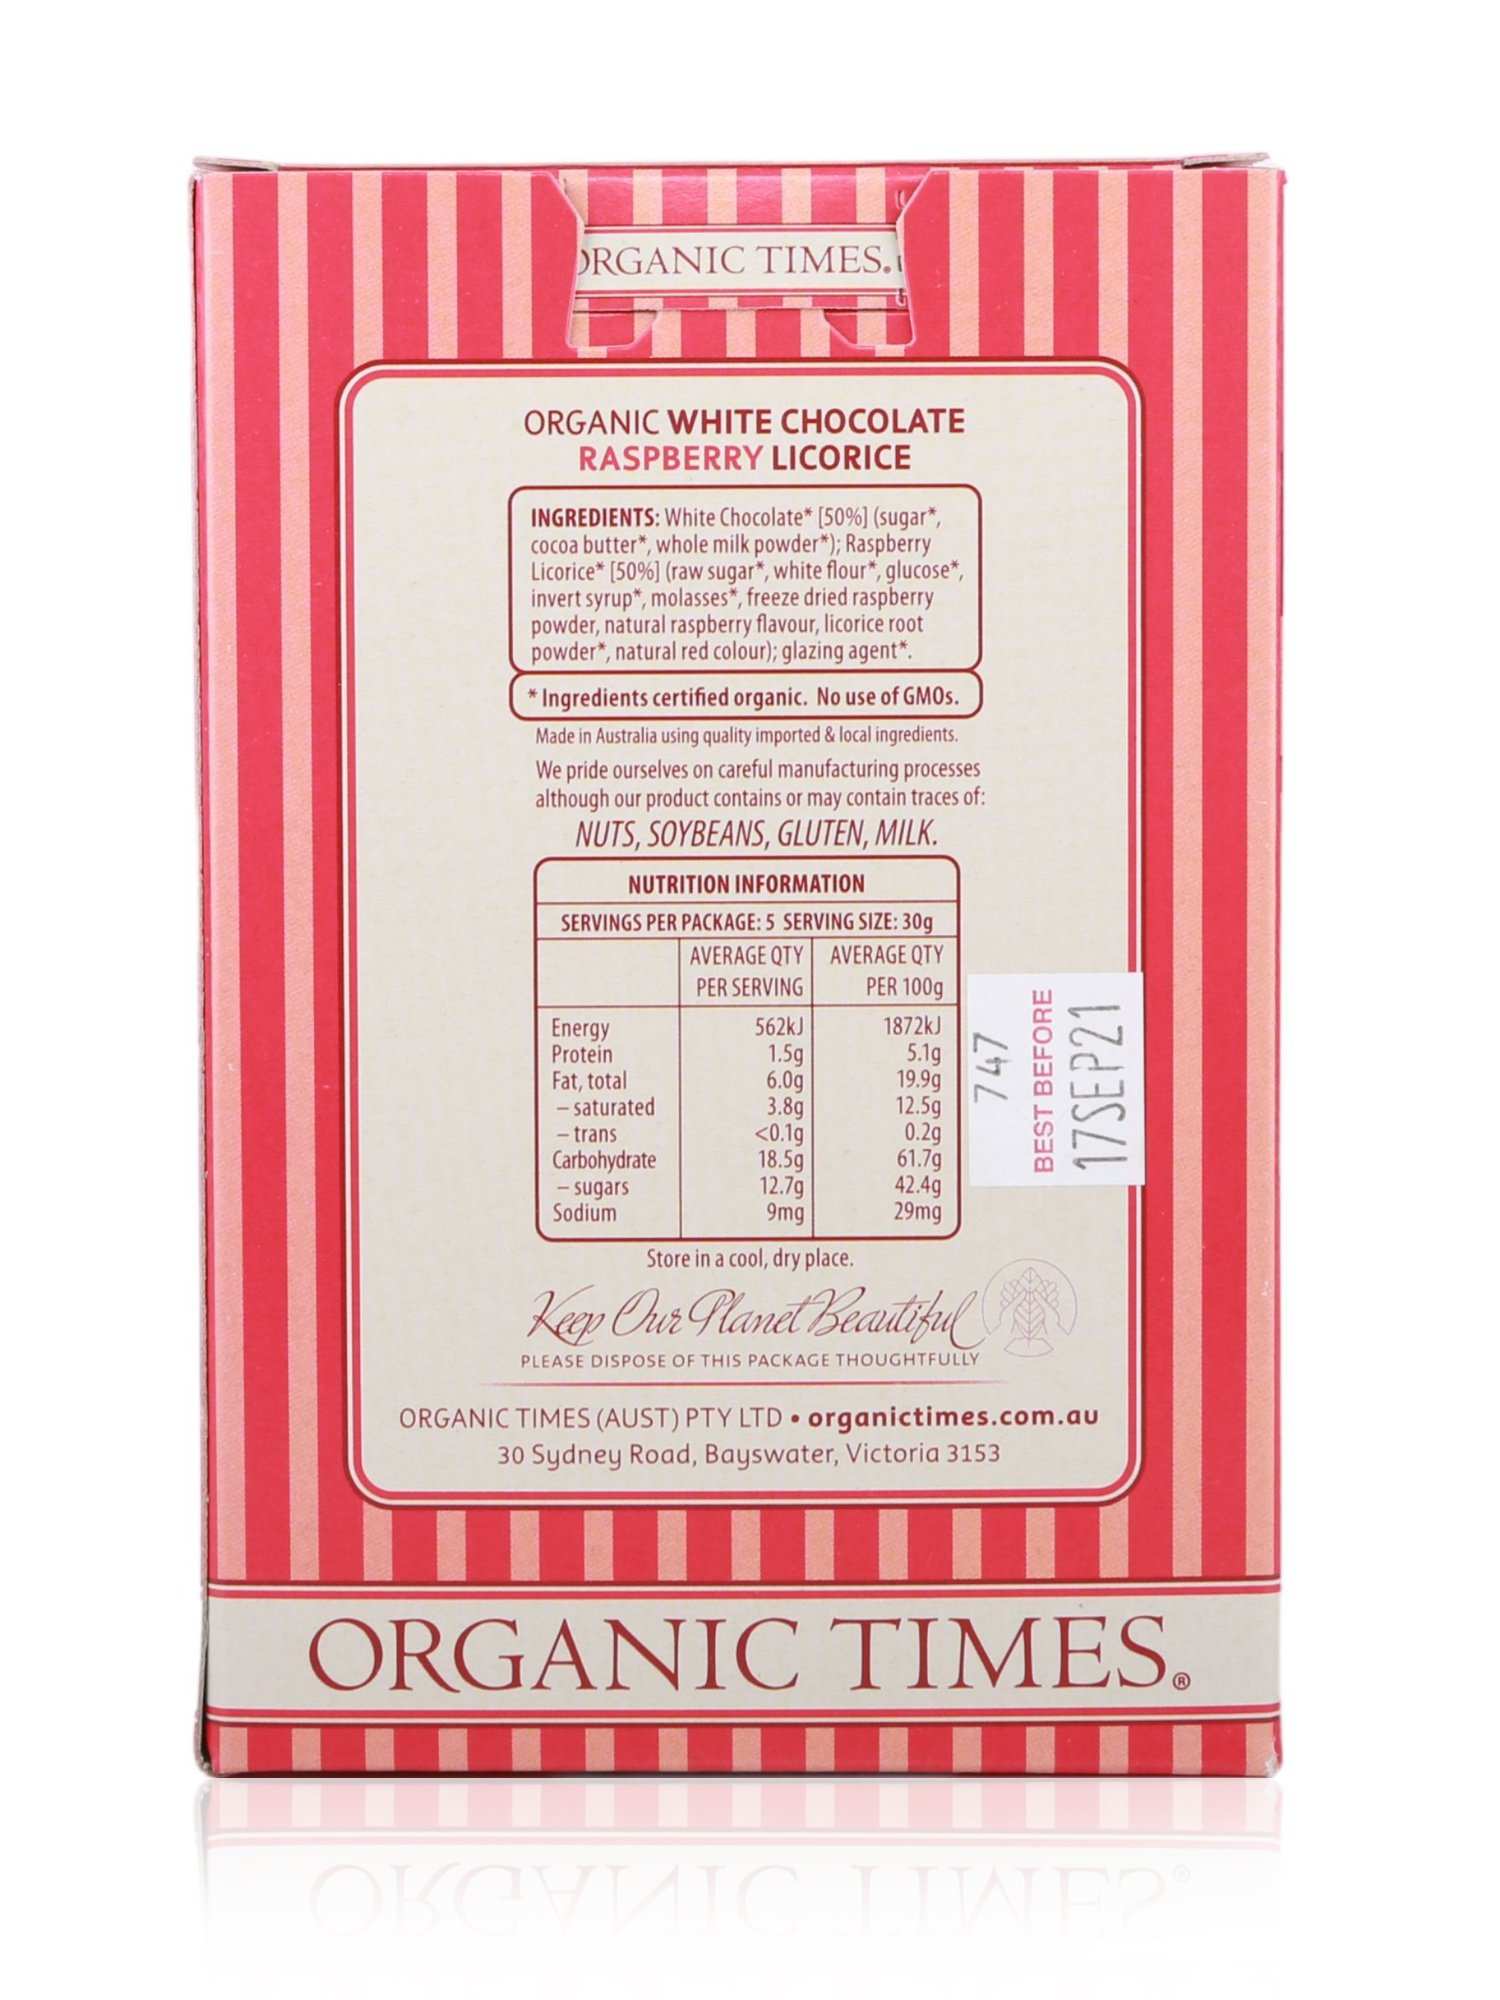 ORGANIC TIMES.
ORGANIC WHITE CHOCOLATE
RASPBERRY LICORICE
INGREDIENTS: White Chocolate* [50%] (sugar*,
cocoa butter*, whole milk powder*); Raspberry
Licorice* [50%] (raw sugar*, white flour*, glucose*,
invert syrup*, molasses*, freeze dried raspberry
powder, natural raspberry flavour, licorice root
powder*, natural red colour); glazing agent*.
* Ingredients certified organic. No use of GMOs.
Made in Australia using quality imported & local ingredients.
We pride ourselves on careful manufacturing processes
although our product contains or may contain traces of:
NUTS, SOYBEANS, GLUTEN, MILK.
NUTRITION INFORMATION
SERVINGS PER PACKAGE: 5 SERVING SIZE: 30g
AVERAGE QTY PER SERVING AVERAGE QTY PER 100g
Energy 562kJ 1872kJ
Protein 1.5g 5.1g
Fat, total 6.0g 19.9g
– saturated 3.8g 12.5g
– trans <0.1g 0.2g
Carbohydrate 18.5g 61.7g
– sugars 12.7g 42.4g
Sodium 9mg 29mg
747
BEST BEFORE
17SEP21
Store in a cool, dry place.
Keep Our Planet Beautiful
PLEASE DISPOSE OF THIS PACKAGE THOUGHTFULLY
ORGANIC TIMES (AUST) PTY LTD • organictimes.com.au
30 Sydney Road, Bayswater, Victoria 3153
ORGANIC TIMES.®